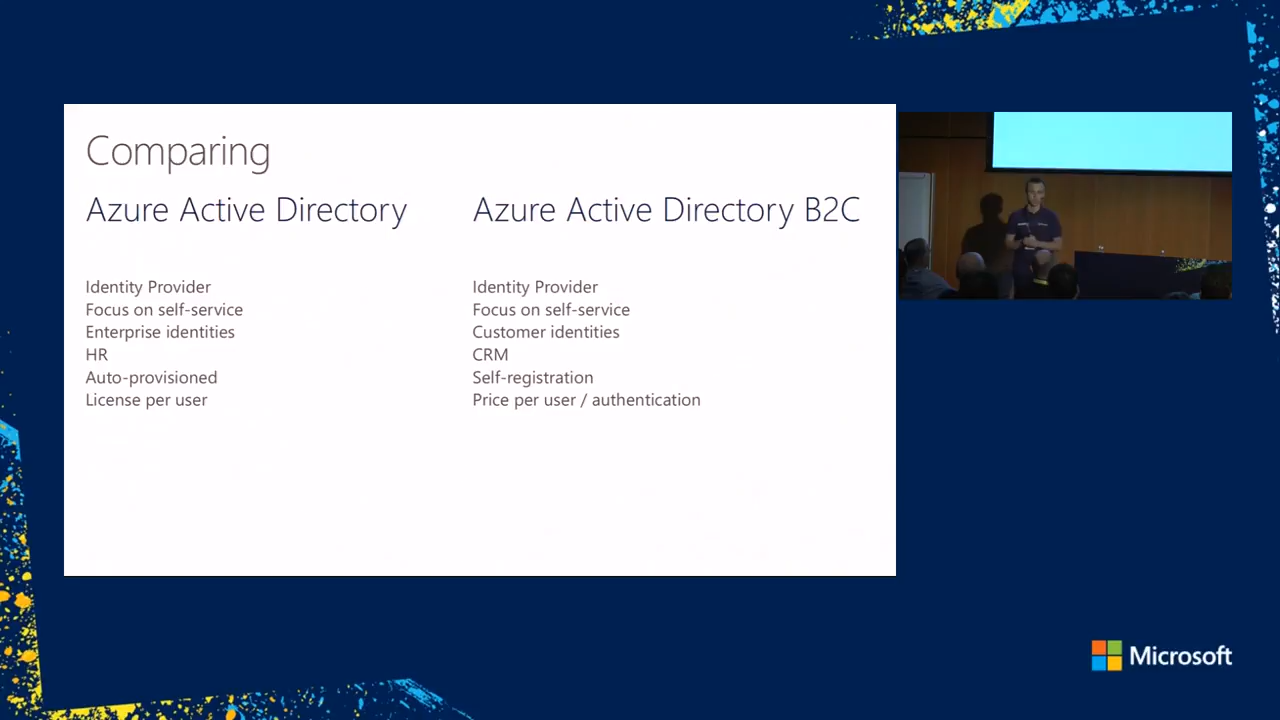 Comparing
Azure Active Directory
Identity Provider
Focus on self-service
Enterprise identities
HR
Auto-provisioned
License per user
Azure Active Directory B2C
Identity Provider
Focus on self-service
Customer identities
CRM
Self-registration
Price per user / authentication
Microsoft